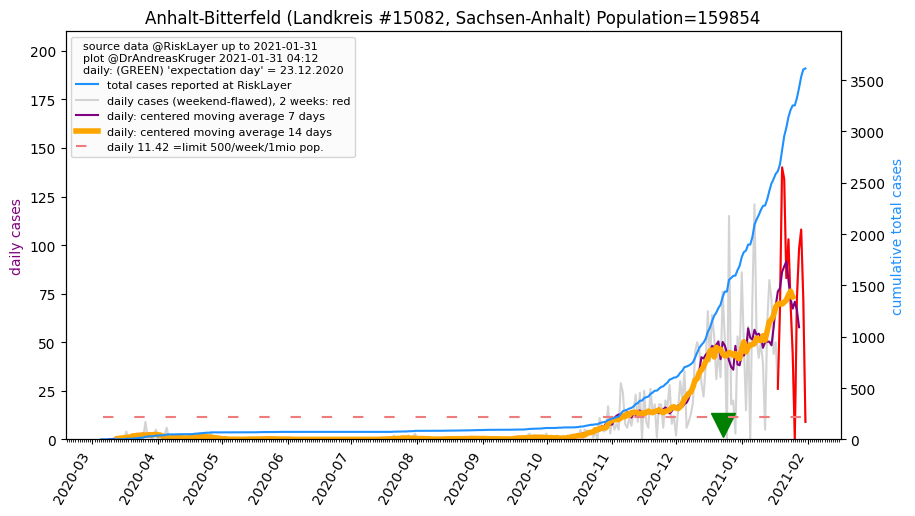 Anhalt-Bitterfeld (Landkreis #15082, Sachsen-Anhalt) Population=159854
source data @RiskLayer up to 2021-01-31
plot @DrAndreasKruger 2021-01-31 04:12
daily: (GREEN) 'expectation day' = 23.12.2020
total cases reported at RiskLayer
daily cases (weekend-flawed), 2 weeks: red
daily: centered moving average 7 days
daily: centered moving average 14 days
daily 11.42 =limit 500/week/1mio pop.
daily cases
200
175
150
125
100
75
50
25
0
cumulative total cases
3500
3000
2500
2000
1500
1000
500
0
2020-03
2020-04
2020-05
2020-06
2020-07
2020-08
2020-09
2020-10
2020-11
2020-12
2021-01
2021-02